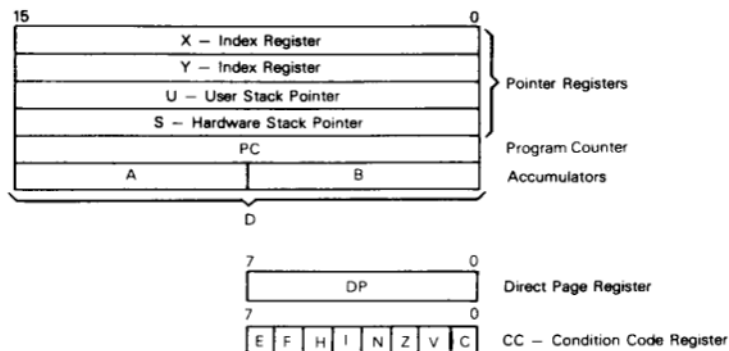 15 0
X – Index Register
Y – Index Register
U – User Stack Pointer
S – Hardware Stack Pointer
Pointer Registers
PC
Program Counter
A B
Accumulators
D
7 0
DP
Direct Page Register
7 0
E F H I N Z V C
CC – Condition Code Register